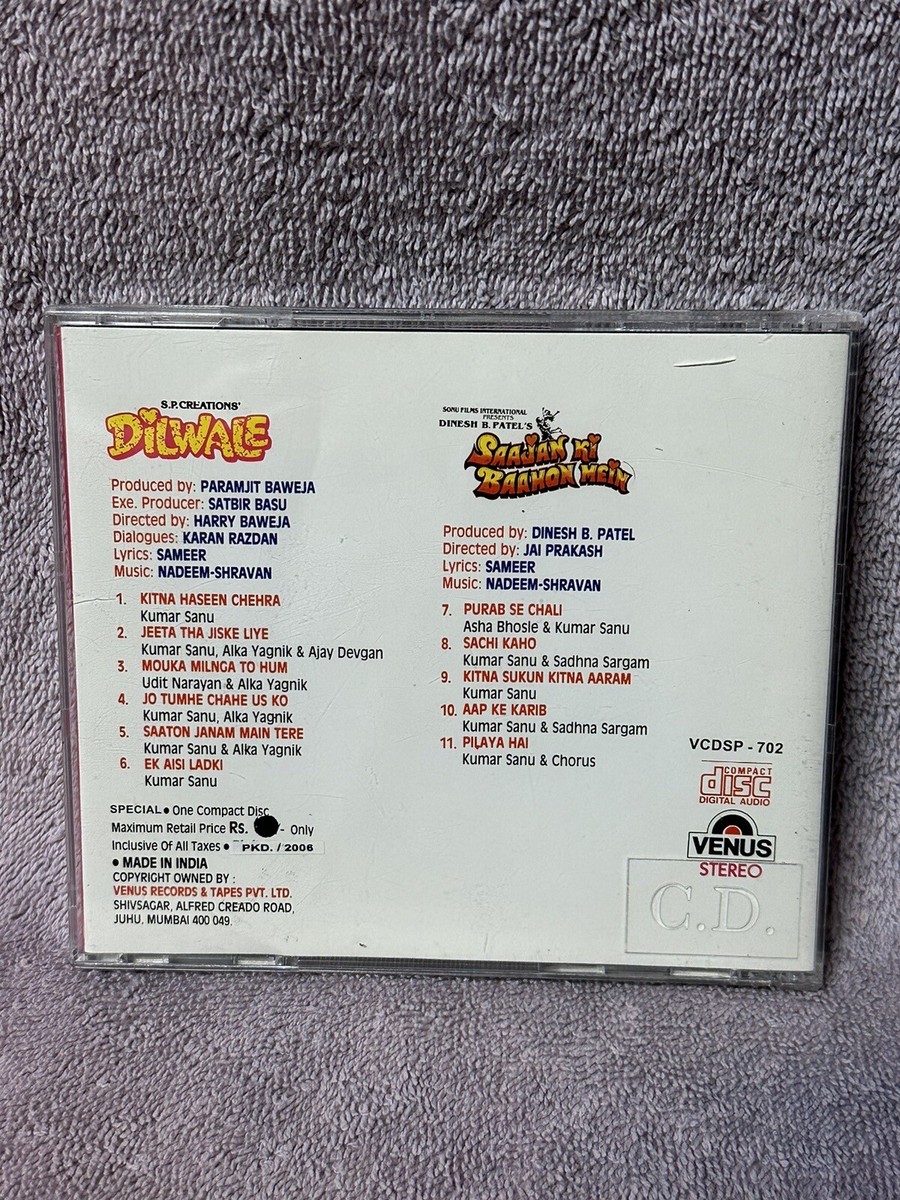 S.P. CREATIONS'
DILWALE
Produced by: PARAMJIT BAWEJA
Exe. Producer: SATBIR BASU
Directed by: HARRY BAWEJA
Dialogues: KARAN RAZDAN
Lyrics: SAMEER
Music: NADEEM-SHRAVAN
1. KITNA HASEEN CHEHRA
Kumar Sanu
2. JEETA THA JISKE LIYE
Kumar Sanu, Alka Yagnik & Ajay Devgan
3. MOUKA MILNGA TO HUM
Udit Narayan & Alka Yagnik
4. JO TUMHE CHAHE US KO
Kumar Sanu, Alka Yagnik
5. SAATON JANAM MAIN TERE
Kumar Sanu & Alka Yagnik
6. EK AISI LADKI
Kumar Sanu
SPECIAL • One Compact Disc
Maximum Retail Price Rs. /- Only
Inclusive Of All Taxes • PKD. / 2006
• MADE IN INDIA
COPYRIGHT OWNED BY :
VENUS RECORDS & TAPES PVT. LTD.
SHIVSAGAR, ALFRED CREADO ROAD,
JUHU, MUMBAI 400 049.
SONU FILMS INTERNATIONAL
PRESENTS
DINESH B. PATEL'S
SAAJAN KI
BAAHON MEIN
Produced by: DINESH B. PATEL
Directed by: JAI PRAKASH
Lyrics: SAMEER
Music: NADEEM-SHRAVAN
7. PURAB SE CHALI
Asha Bhosle & Kumar Sanu
8. SACHI KAHO
Kumar Sanu & Sadhna Sargam
9. KITNA SUKUN KITNA AARAM
Kumar Sanu
10. AAP KE KARIB
Kumar Sanu & Sadhna Sargam
11. PILAYA HAI
Kumar Sanu & Chorus
VCDSP - 702
COMPACT
disc
DIGITAL AUDIO
VENUS
STEREO
C.D.